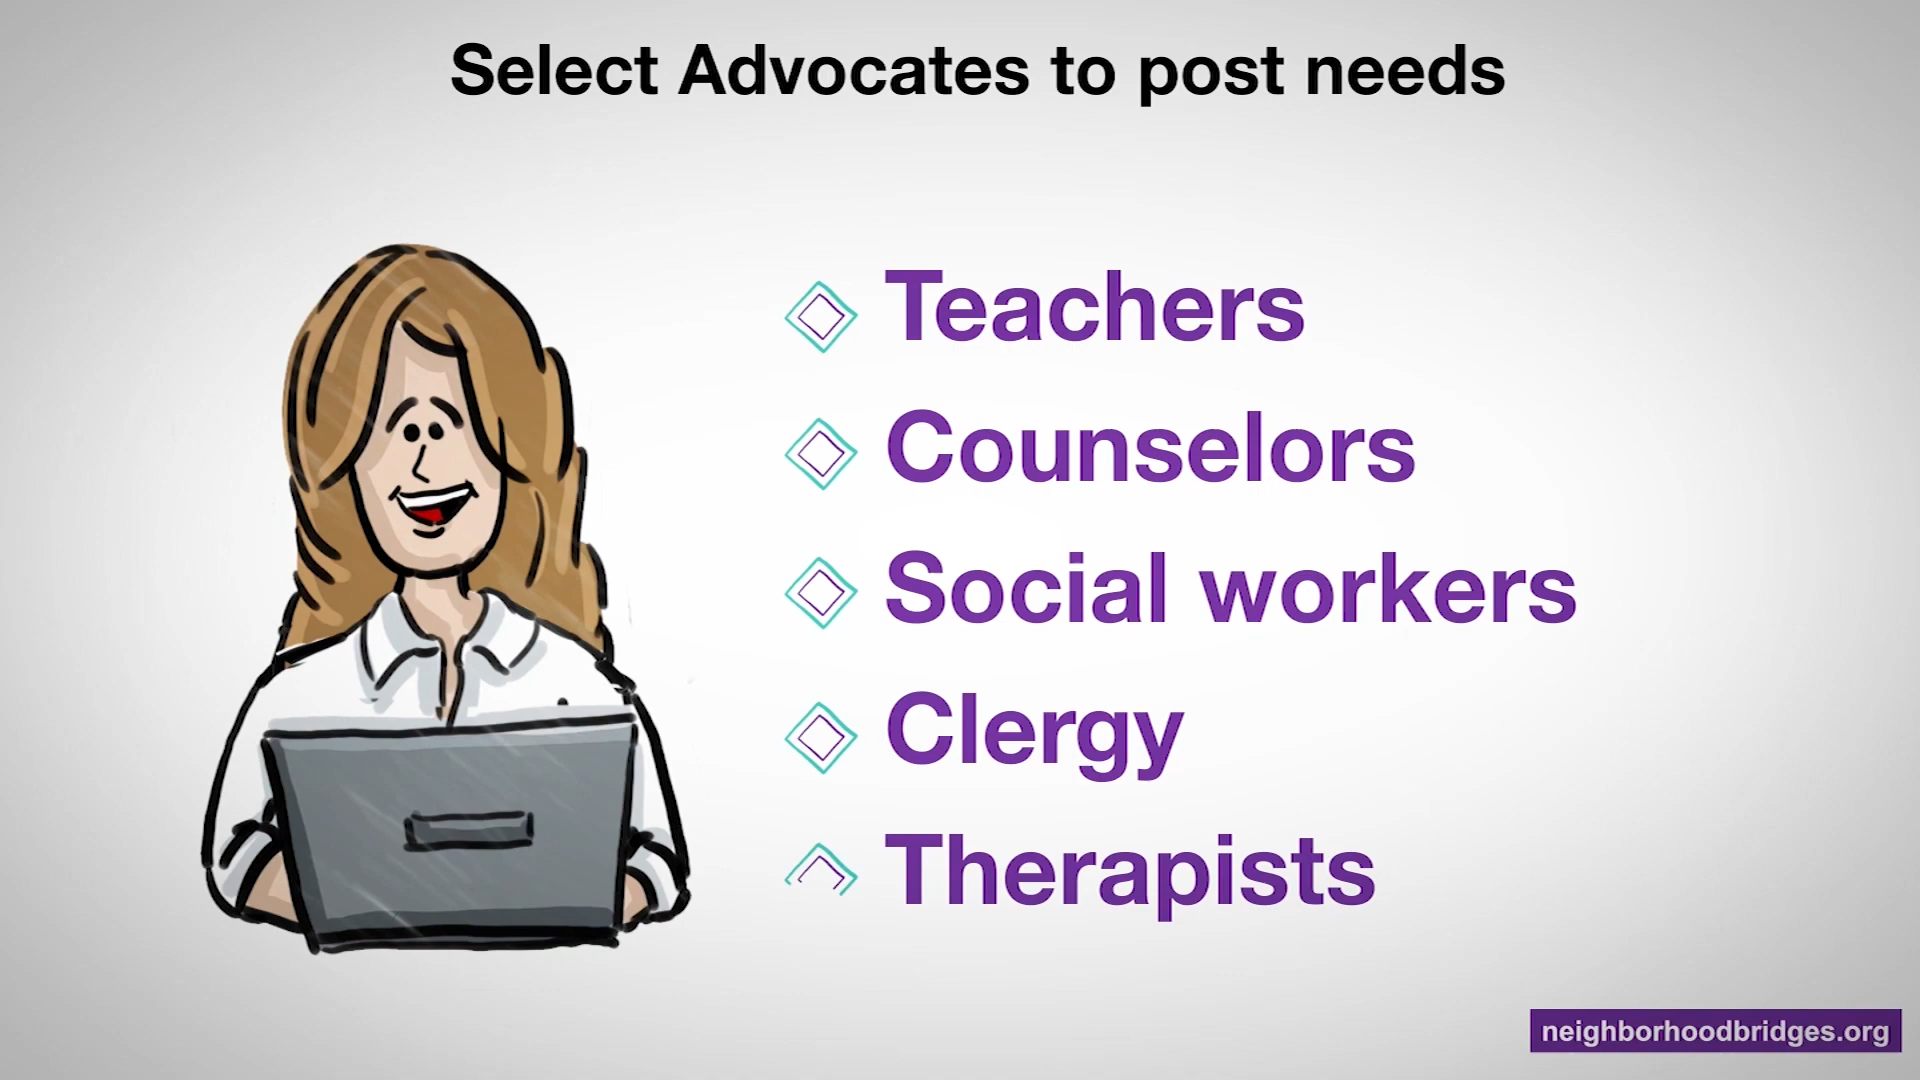 Select Advocates to post needs
Teachers
Counselors
Social workers
Clergy
Therapists
neighborhoodbridges.org